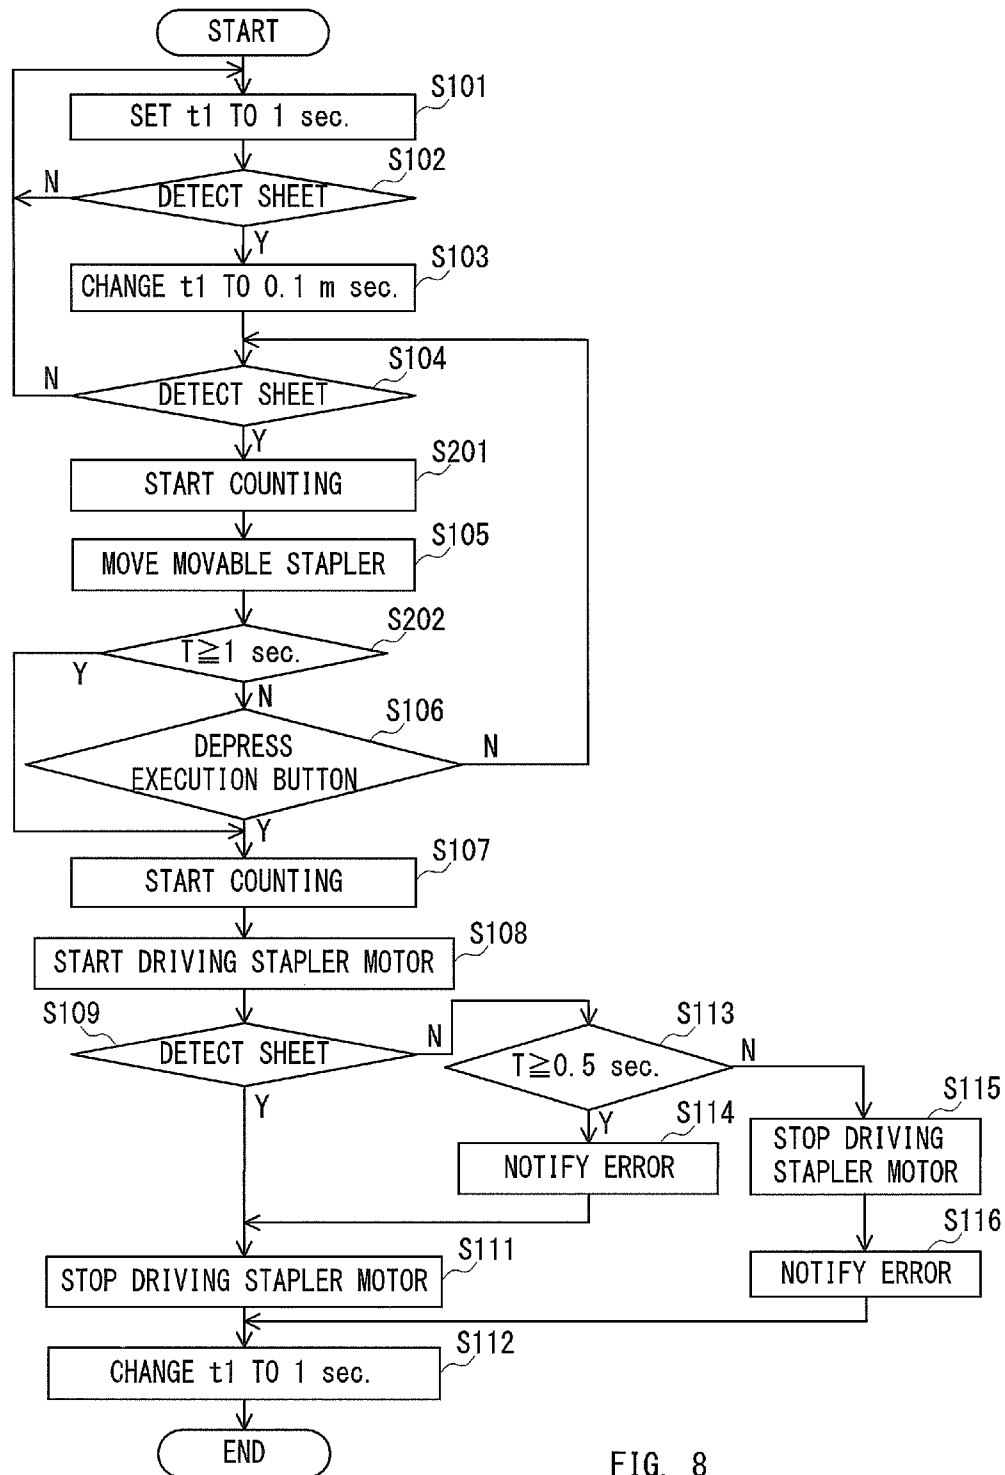 START
S101
SET t1 TO 1 sec.
S102
N
DETECT SHEET
Y
S103
CHANGE t1 TO 0.1 m sec.
S104
N
DETECT SHEET
Y
S201
START COUNTING
S105
MOVE MOVABLE STAPLER
S202
T≧1 sec.
Y
N
S106
DEPRESS
EXECUTION BUTTON
N
Y
S107
START COUNTING
S108
START DRIVING STAPLER MOTOR
S109
DETECT SHEET
N
Y
S113
T≧0.5 sec.
N
Y
S114
NOTIFY ERROR
S115
STOP DRIVING
STAPLER MOTOR
S116
NOTIFY ERROR
S111
STOP DRIVING STAPLER MOTOR
S112
CHANGE t1 TO 1 sec.
END
FIG. 8